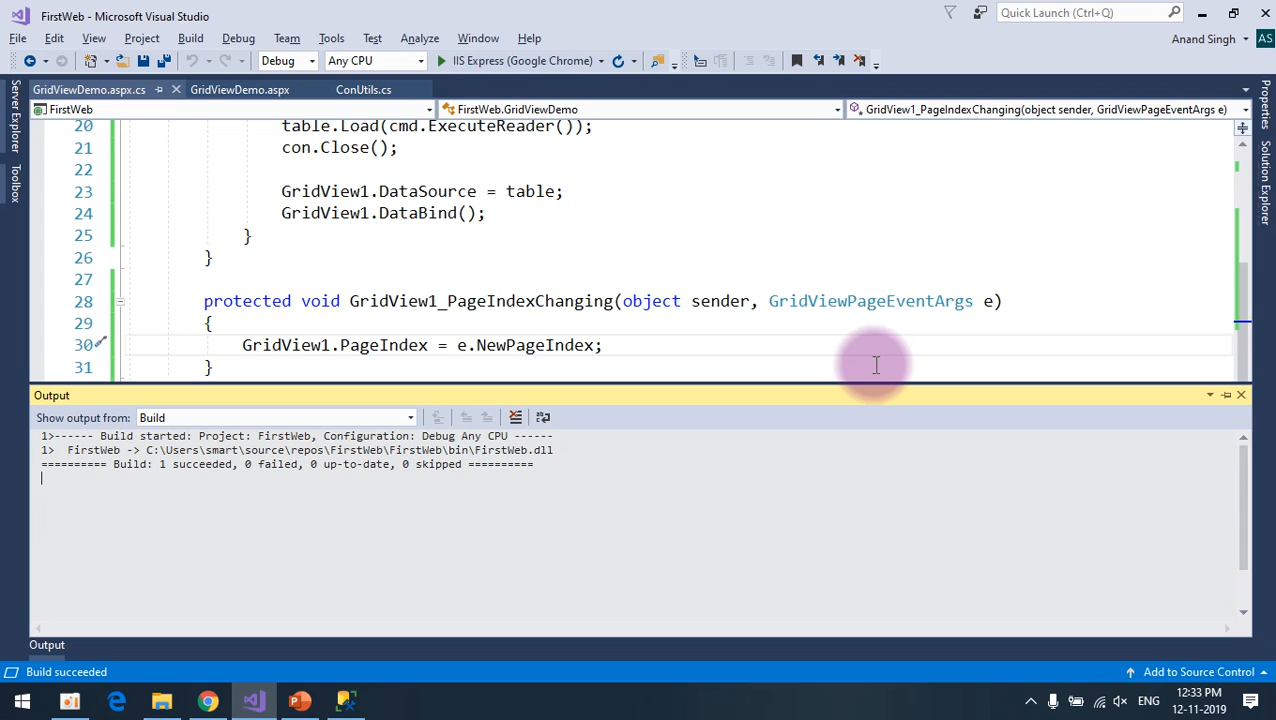 FirstWeb - Microsoft Visual Studio
Quick Launch (Ctrl+Q)
File Edit View Project Build Debug Team Tools Test Analyze Window Help
Anand Singh AS
Debug Any CPU IIS Express (Google Chrome)
GridViewDemo.aspx.cs GridViewDemo.aspx ConUtils.cs
FirstWeb FirstWeb.GridViewDemo GridView1_PageIndexChanging(object sender, GridViewPageEventArgs e)
Server Explorer
Toolbox
Properties
Solution Explorer
20 table.Load(cmd.ExecuteReader());
21 con.Close();
22
23 GridView1.DataSource = table;
24 GridView1.DataBind();
25 }
26 }
27
28 protected void GridView1_PageIndexChanging(object sender, GridViewPageEventArgs e)
29 {
30 GridView1.PageIndex = e.NewPageIndex;
31 }
Output
Show output from: Build
1>------ Build started: Project: FirstWeb, Configuration: Debug Any CPU ------
1>  FirstWeb -> C:\Users\smart\source\repos\FirstWeb\FirstWeb\bin\FirstWeb.dll
========== Build: 1 succeeded, 0 failed, 0 up-to-date, 0 skipped ==========
Output
Build succeeded
Add to Source Control
ENG
12:33 PM
12-11-2019